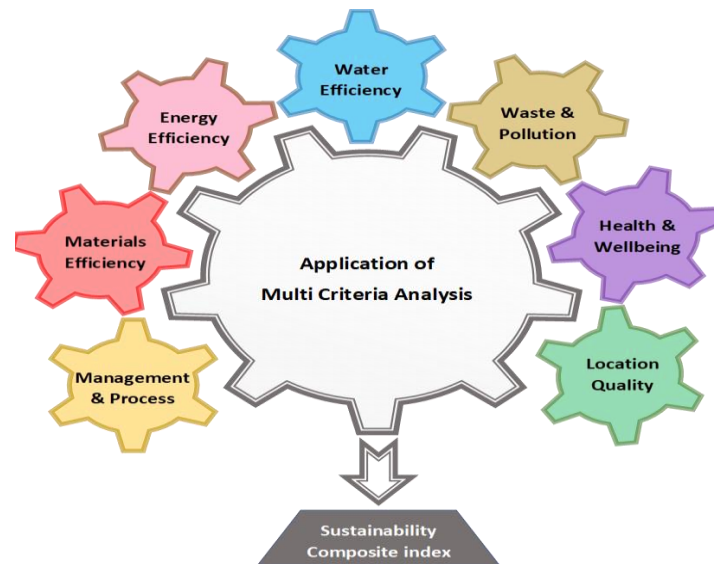 Water
Efficiency
Energy
Efficiency
Waste &
Pollution
Materials
Efficiency
Health &
Wellbeing
Application of
Multi Criteria Analysis
Management
& Process
Location
Quality
Sustainability
Composite index